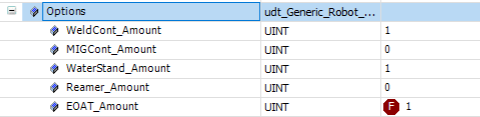 Options udt_Generic_Robot_...
WeldCont_Amount UINT 1
MIGCont_Amount UINT 0
WaterStand_Amount UINT 1
Reamer_Amount UINT 0
EOAT_Amount UINT F 1